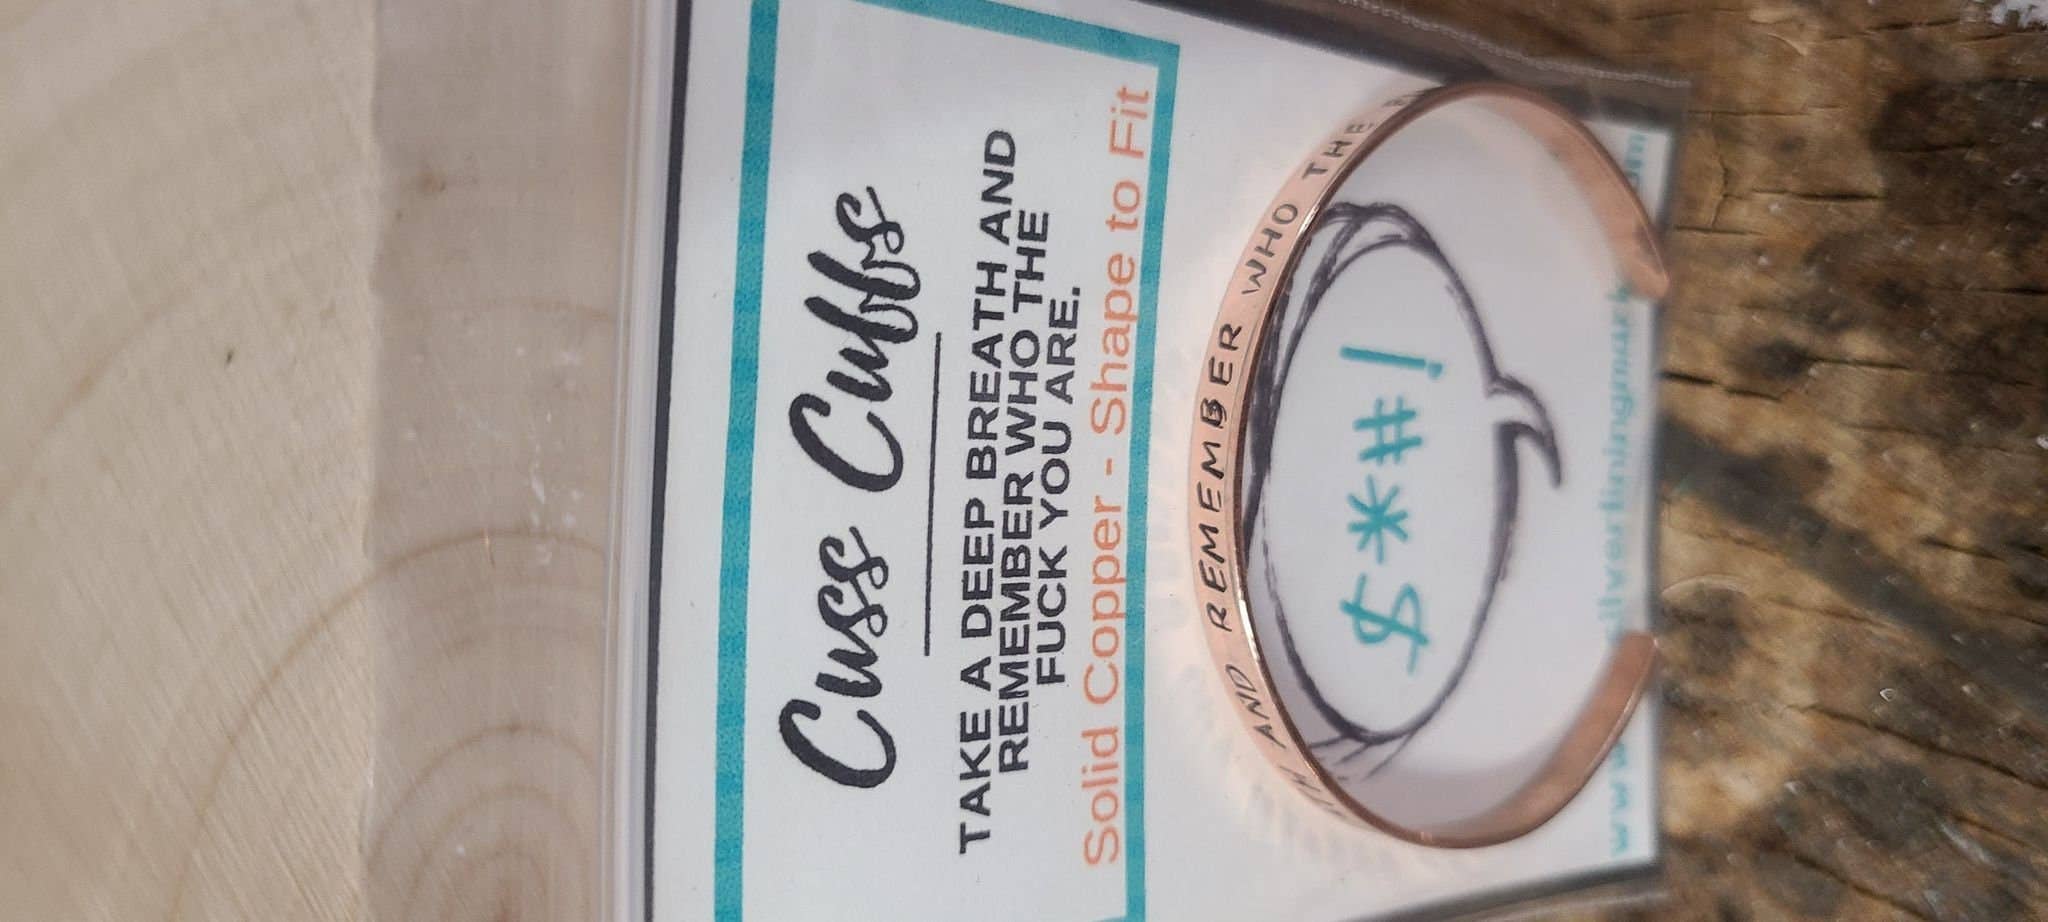 Cuss Cuffs
TAKE A DEEP BREATH AND
REMEMBER WHO THE
FUCK YOU ARE.
Solid Copper - Shape to Fit
AND REMEMBER WHO THE
$*#!